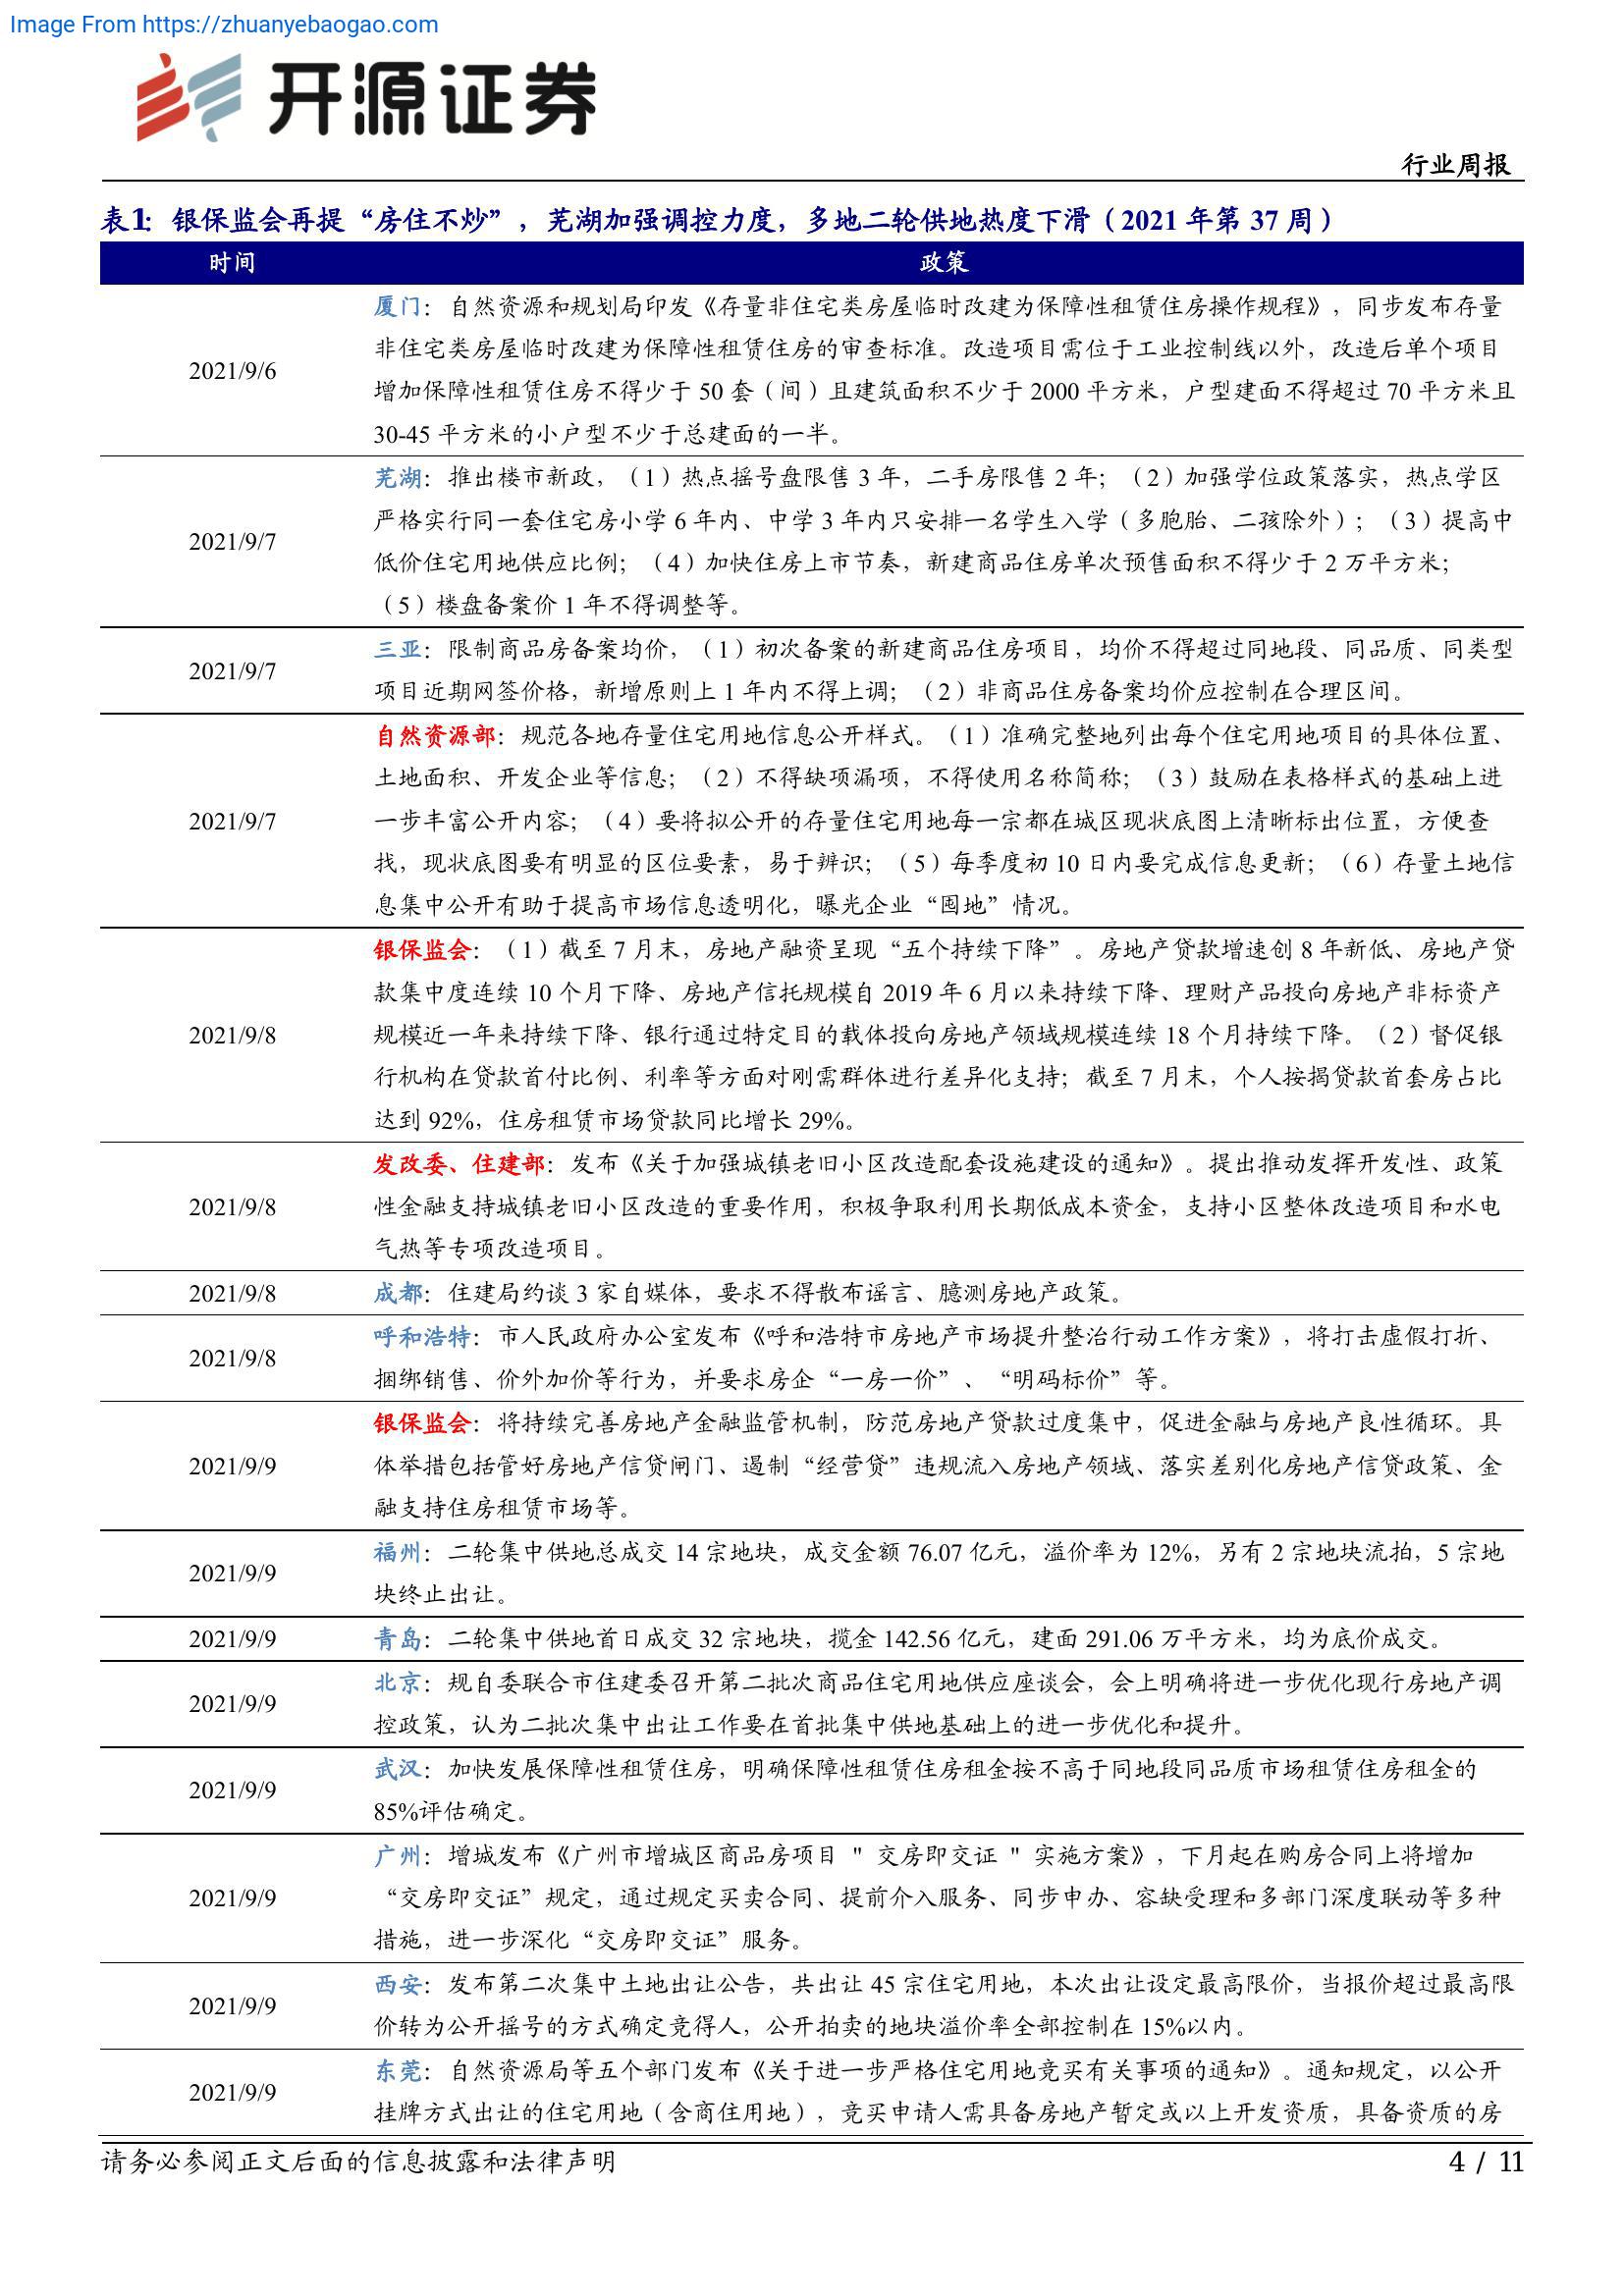 Image From https://zhuanyebaogao.com
开源证券
行业周报
表1：银保监会再提“房住不炒”，芜湖加强调控力度，多地二轮供地热度下滑（2021 年第 37 周）
时间 政策
2021/9/6
厦门：自然资源和规划局印发《存量非住宅类房屋临时改建为保障性租赁住房操作规程》，同步发布存量
非住宅类房屋临时改建为保障性租赁住房的审查标准。改造项目需位于工业控制线以外，改造后单个项目
增加保障性租赁住房不得少于 50 套（间）且建筑面积不少于 2000 平方米，户型建面不得超过 70 平方米且
30-45 平方米的小户型不少于总建面的一半。
2021/9/7
芜湖：推出楼市新政，（1）热点摇号盘限售 3 年，二手房限售 2 年；（2）加强学位政策落实，热点学区
严格实行同一套住宅房小学 6 年内、中学 3 年内只安排一名学生入学（多胞胎、二孩除外）；（3）提高中
低价住宅用地供应比例；（4）加快住房上市节奏，新建商品住房单次预售面积不得少于 2 万平方米；
（5）楼盘备案价 1 年不得调整等。
2021/9/7
三亚：限制商品房备案均价，（1）初次备案的新建商品住房项目，均价不得超过同地段、同品质、同类型
项目近期网签价格，新增原则上 1 年内不得上调；（2）非商品住房备案均价应控制在合理区间。
2021/9/7
自然资源部：规范各地存量住宅用地信息公开样式。（1）准确完整地列出每个住宅用地项目的具体位置、
土地面积、开发企业等信息；（2）不得缺项漏项，不得使用名称简称；（3）鼓励在表格样式的基础上进
一步丰富公开内容；（4）要将拟公开的存量住宅用地每一宗都在城区现状底图上清晰标出位置，方便查
找，现状底图要有明显的区位要素，易于辨识；（5）每季度初 10 日内要完成信息更新；（6）存量土地信
息集中公开有助于提高市场信息透明化，曝光企业“囤地”情况。
2021/9/8
银保监会：（1）截至 7 月末，房地产融资呈现“五个持续下降”。房地产贷款增速创 8 年新低、房地产贷
款集中度连续 10 个月下降、房地产信托规模自 2019 年 6 月以来持续下降、理财产品投向房地产非标资产
规模近一年来持续下降、银行通过特定目的载体投向房地产领域规模连续 18 个月持续下降。（2）督促银
行机构在贷款首付比例、利率等方面对刚需群体进行差异化支持；截至 7 月末，个人按揭贷款首套房占比
达到 92%，住房租赁市场贷款同比增长 29%。
2021/9/8
发改委、住建部：发布《关于加强城镇老旧小区改造配套设施建设的通知》。提出推动发挥开发性、政策
性金融支持城镇老旧小区改造的重要作用，积极争取利用长期低成本资金，支持小区整体改造项目和水电
气热等专项改造项目。
2021/9/8
成都：住建局约谈 3 家自媒体，要求不得散布谣言、臆测房地产政策。
2021/9/8
呼和浩特：市人民政府办公室发布《呼和浩特市房地产市场提升整治行动工作方案》，将打击虚假打折、
捆绑销售、价外加价等行为，并要求房企“一房一价”、“明码标价”等。
2021/9/9
银保监会：将持续完善房地产金融监管机制，防范房地产贷款过度集中，促进金融与房地产良性循环。具
体举措包括管好房地产信贷闸门、遏制“经营贷”违规流入房地产领域、落实差别化房地产信贷政策、金
融支持住房租赁市场等。
2021/9/9
福州：二轮集中供地总成交 14 宗地块，成交金额 76.07 亿元，溢价率为 12%，另有 2 宗地块流拍，5 宗地
块终止出让。
2021/9/9
青岛：二轮集中供地首日成交 32 宗地块，揽金 142.56 亿元，建面 291.06 万平方米，均为底价成交。
2021/9/9
北京：规自委联合市住建委召开第二批次商品住宅用地供应座谈会，会上明确将进一步优化现行房地产调
控政策，认为二批次集中出让工作要在首批集中供地基础上的进一步优化和提升。
2021/9/9
武汉：加快发展保障性租赁住房，明确保障性租赁住房租金按不高于同地段同品质市场租赁住房租金的
85%评估确定。
2021/9/9
广州：增城发布《广州市增城区商品房项目 " 交房即交证 " 实施方案》，下月起在购房合同上将增加
“交房即交证”规定，通过规定买卖合同、提前介入服务、同步申办、容缺受理和多部门深度联动等多种
措施，进一步深化“交房即交证”服务。
2021/9/9
西安：发布第二次集中土地出让公告，共出让 45 宗住宅用地，本次出让设定最高限价，当报价超过最高限
价转为公开摇号的方式确定竞得人，公开拍卖的地块溢价率全部控制在 15%以内。
2021/9/9
东莞：自然资源局等五个部门发布《关于进一步严格住宅用地竞买有关事项的通知》。通知规定，以公开
挂牌方式出让的住宅用地（含商住用地），竞买申请人需具备房地产暂定或以上开发资质，具备资质的房
请务必参阅正文后面的信息披露和法律声明
4 / 11